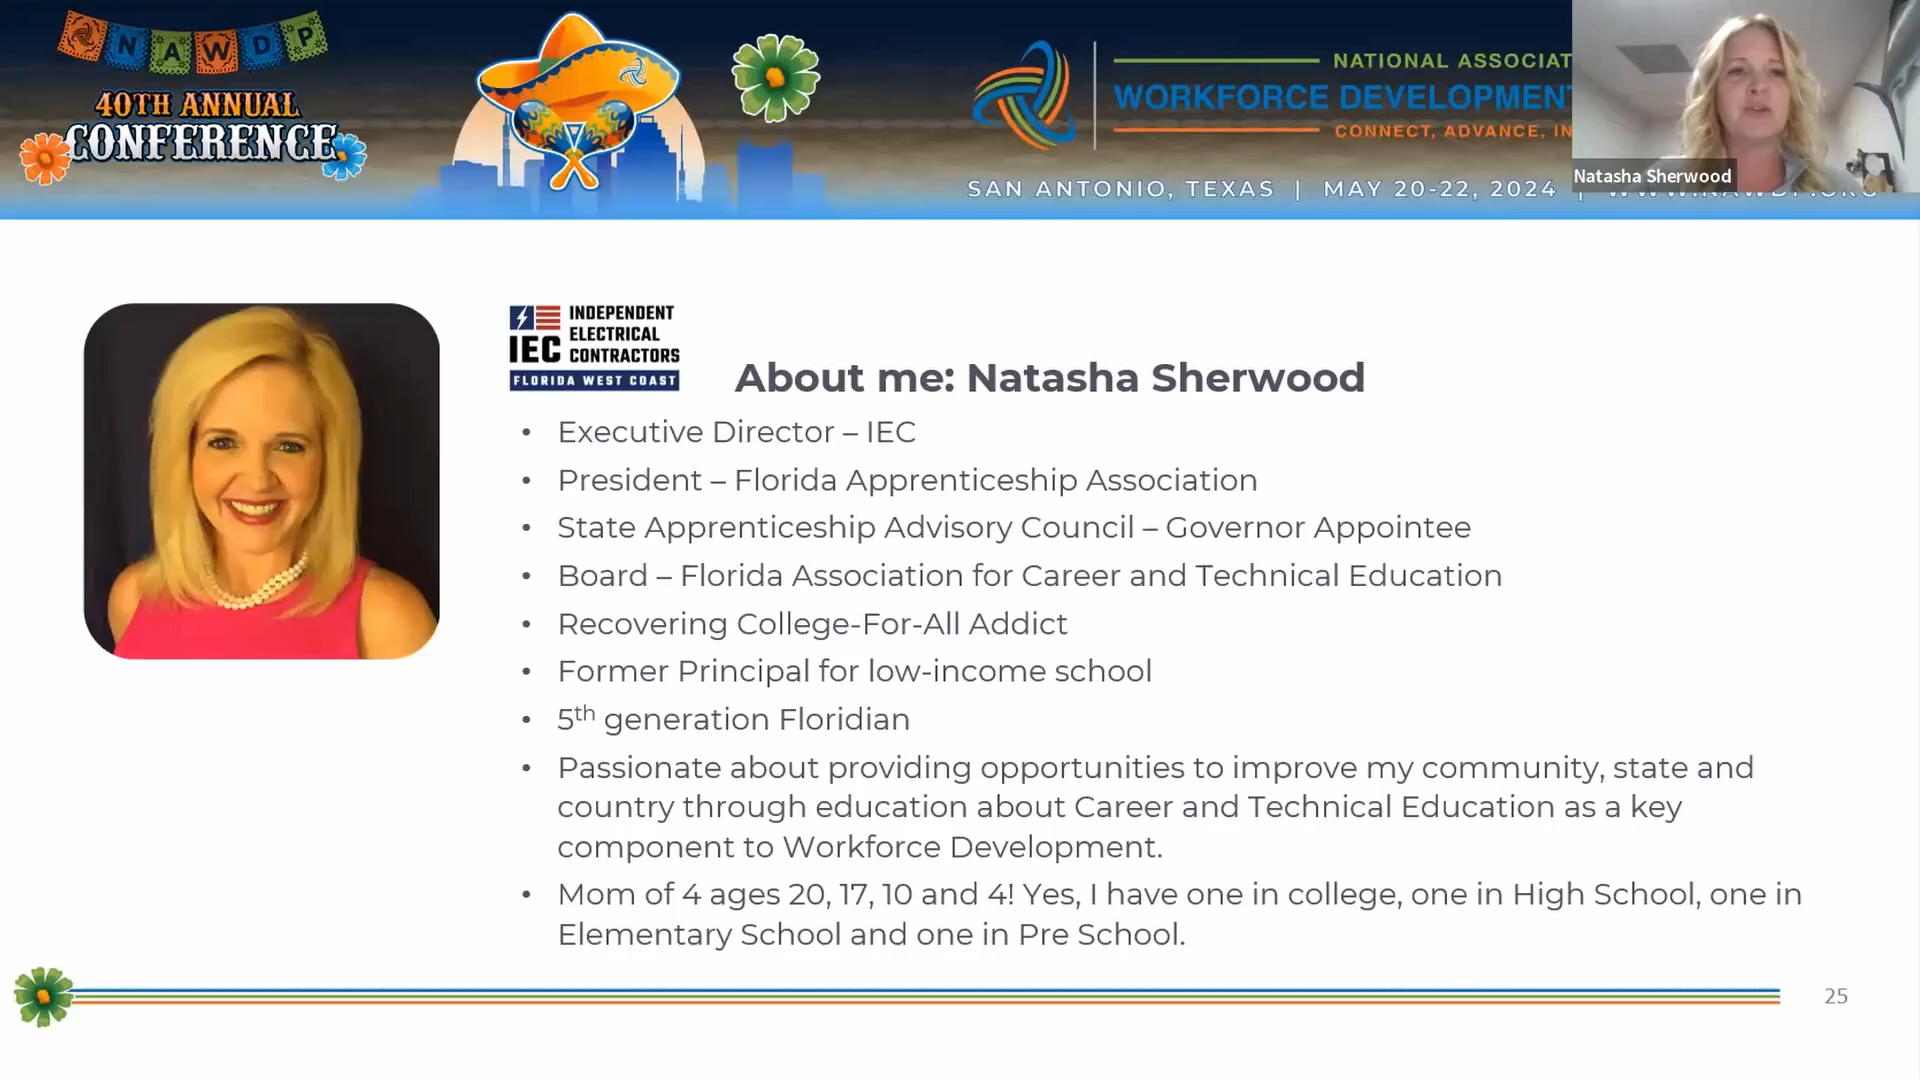 NAWDP
40TH ANNUAL
CONFERENCE
NATIONAL ASSOCIAT
WORKFORCE DEVELOPMENT
CONNECT, ADVANCE, IN
SAN ANTONIO, TEXAS | MAY 20-22, 2024 | WWW.NAWDP.ORG
Natasha Sherwood
INDEPENDENT
ELECTRICAL
IEC CONTRACTORS
FLORIDA WEST COAST
About me: Natasha Sherwood
• Executive Director – IEC
• President – Florida Apprenticeship Association
• State Apprenticeship Advisory Council – Governor Appointee
• Board – Florida Association for Career and Technical Education
• Recovering College-For-All Addict
• Former Principal for low-income school
• 5th generation Floridian
• Passionate about providing opportunities to improve my community, state and
country through education about Career and Technical Education as a key
component to Workforce Development.
• Mom of 4 ages 20, 17, 10 and 4! Yes, I have one in college, one in High School, one in
Elementary School and one in Pre School.
25